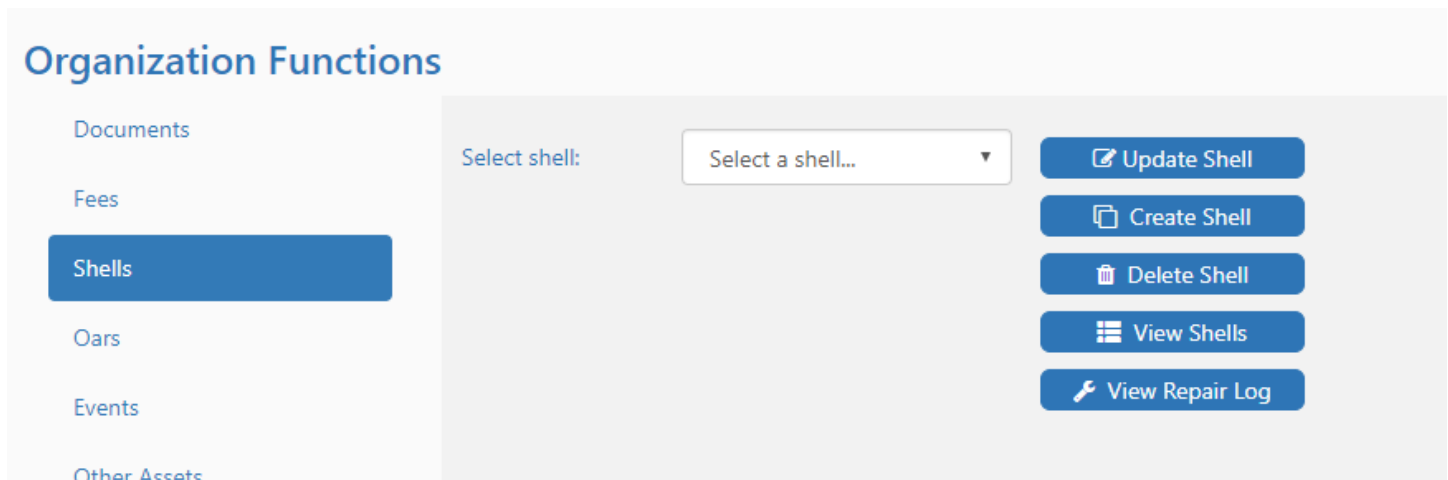 Organization Functions
Documents
Fees
Shells
Oars
Events
Other Assets
Select shell:
Select a shell...
Update Shell
Create Shell
Delete Shell
View Shells
View Repair Log